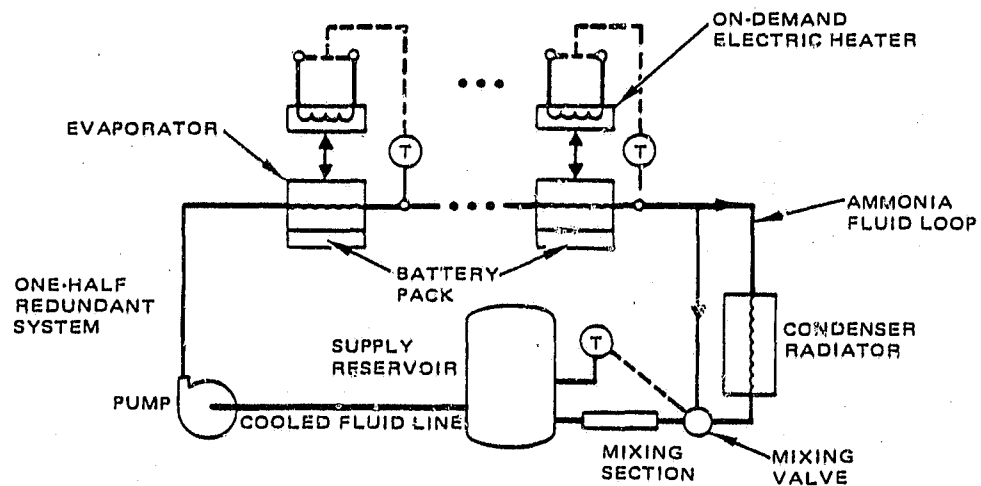 ON-DEMAND
ELECTRIC HEATER
EVAPORATOR
T
T
AMMONIA
FLUID LOOP
BATTERY
PACK
ONE-HALF
REDUNDANT
SYSTEM
SUPPLY
RESERVOIR
T
CONDENSER
RADIATOR
PUMP
COOLED FLUID LINE
MIXING
SECTION
MIXING
VALVE